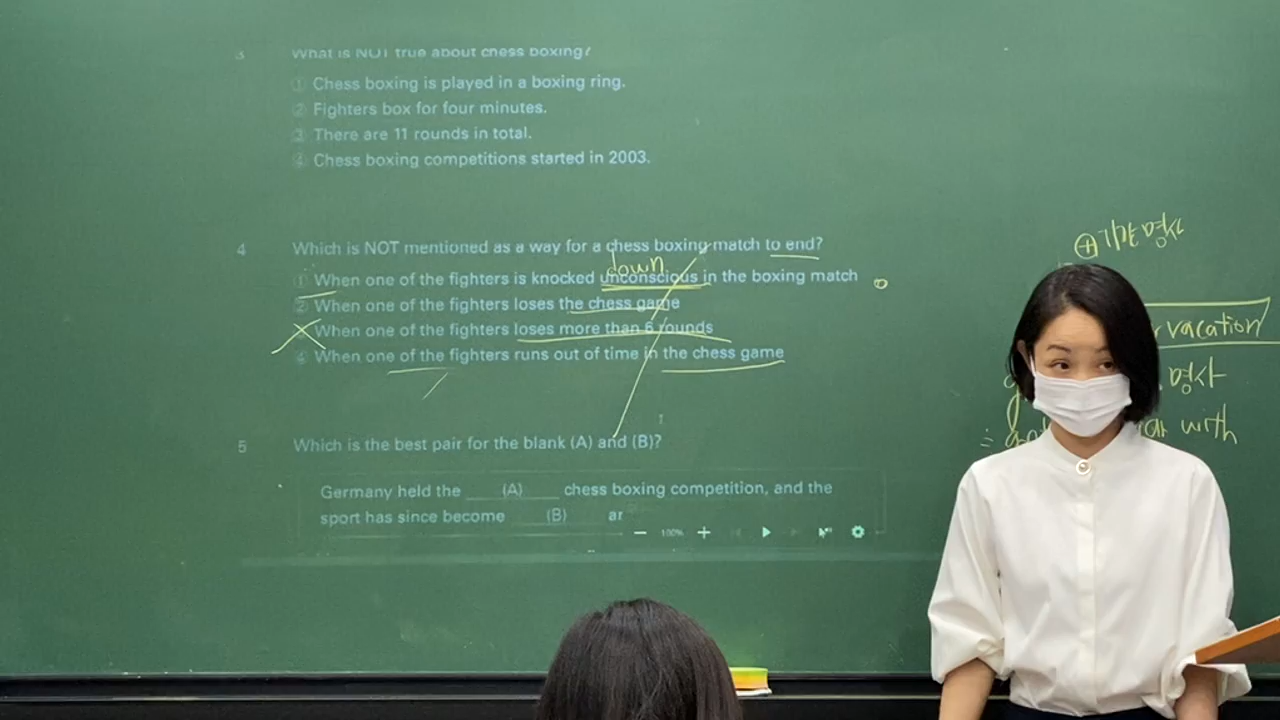 3 What is NOT true about chess boxing?
① Chess boxing is played in a boxing ring.
② Fighters box for four minutes.
③ There are 11 rounds in total.
④ Chess boxing competitions started in 2003.
4 Which is NOT mentioned as a way for a chess boxing match to end?
down
① When one of the fighters is knocked unconscious in the boxing match
② When one of the fighters loses the chess game
When one of the fighters loses more than 6 rounds
④ When one of the fighters runs out of time in the chess game
5 Which is the best pair for the blank (A) and (B)?
Germany held the (A) chess boxing competition, and the
sport has since become (B)
100%
명사
vacation
명사
with